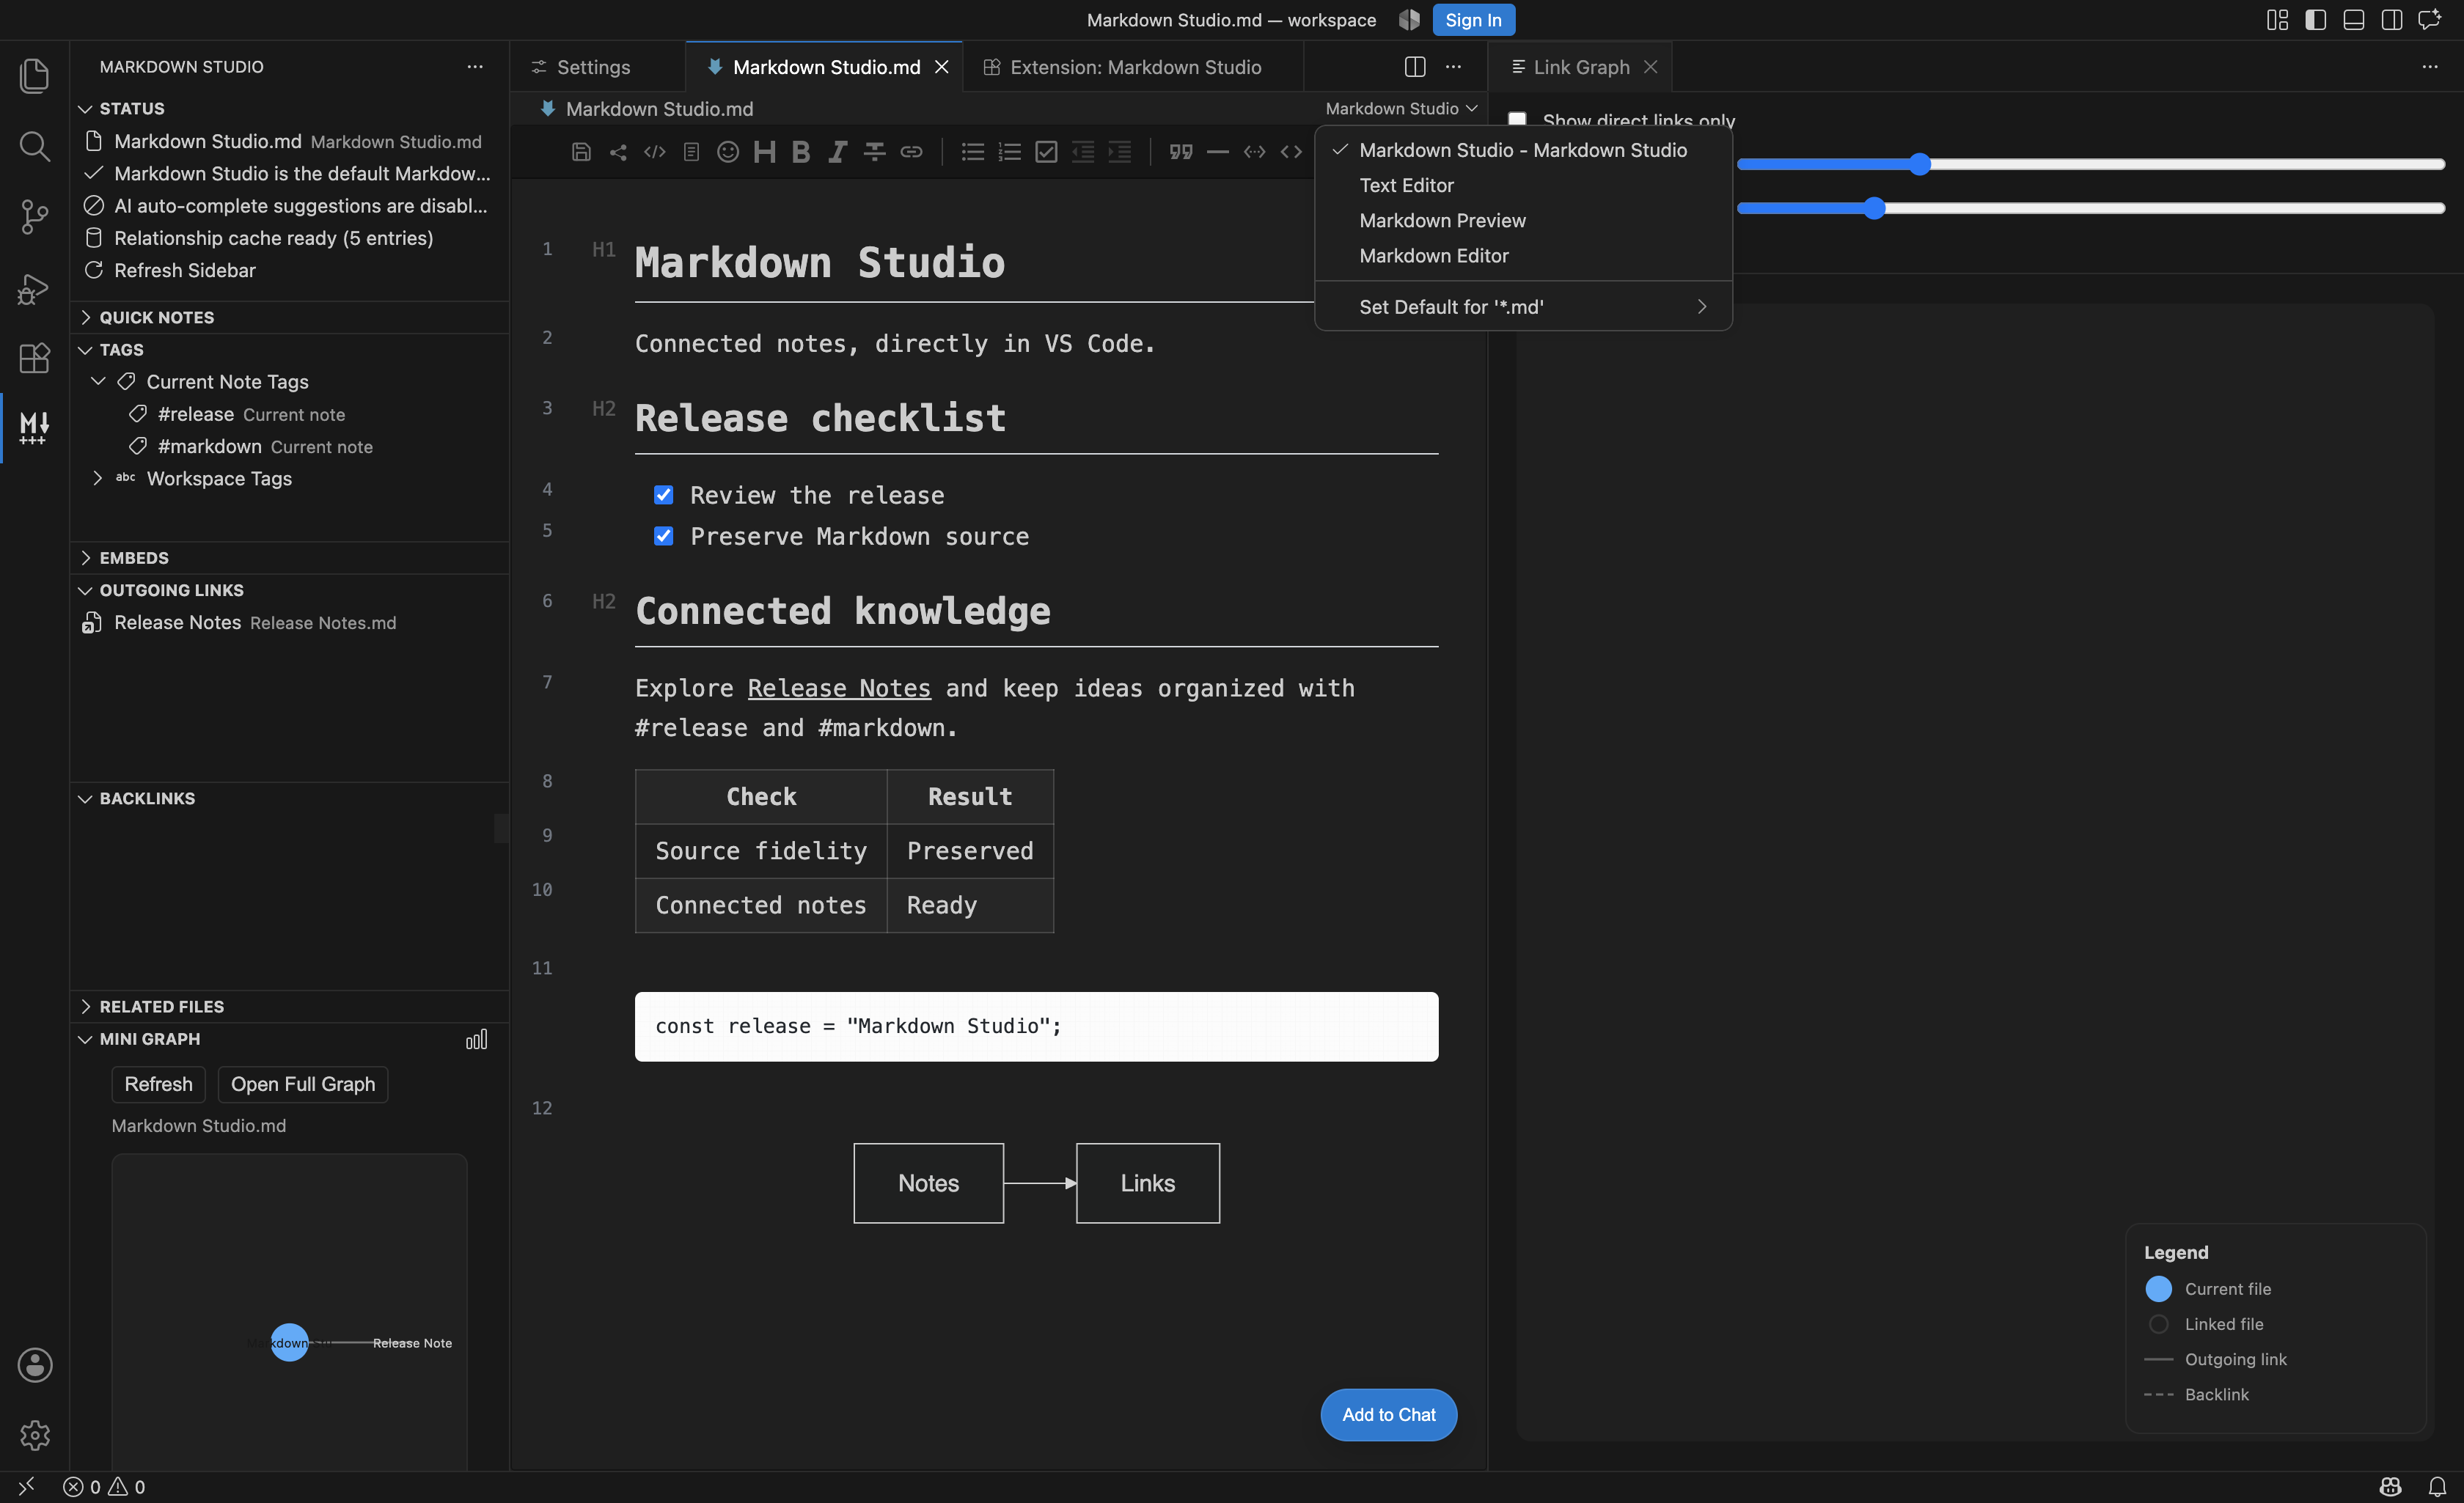 Markdown Studio.md — workspace
Sign In
MARKDOWN STUDIO
STATUS
Markdown Studio.md Markdown Studio.md
Markdown Studio is the default Markdow...
AI auto-complete suggestions are disabl...
Relationship cache ready (5 entries)
Refresh Sidebar
QUICK NOTES
TAGS
Current Note Tags
#release Current note
#markdown Current note
abc Workspace Tags
EMBEDS
OUTGOING LINKS
Release Notes Release Notes.md
BACKLINKS
RELATED FILES
MINI GRAPH
Refresh Open Full Graph
Markdown Studio.md
Release Note
Settings
Markdown Studio.md
Extension: Markdown Studio
Markdown Studio.md
Markdown Studio
1 H1 Markdown Studio
2 Connected notes, directly in VS Code.
3 H2 Release checklist
4 Review the release
5 Preserve Markdown source
6 H2 Connected knowledge
7 Explore Release Notes and keep ideas organized with
#release and #markdown.
8 Check Result
9 Source fidelity Preserved
10 Connected notes Ready
11
const release = "Markdown Studio";
12
Notes Links
Add to Chat
Link Graph
Show direct links only
Markdown Studio - Markdown Studio
Text Editor
Markdown Preview
Markdown Editor
Set Default for '*.md'
Legend
Current file
Linked file
Outgoing link
Backlink
0 0